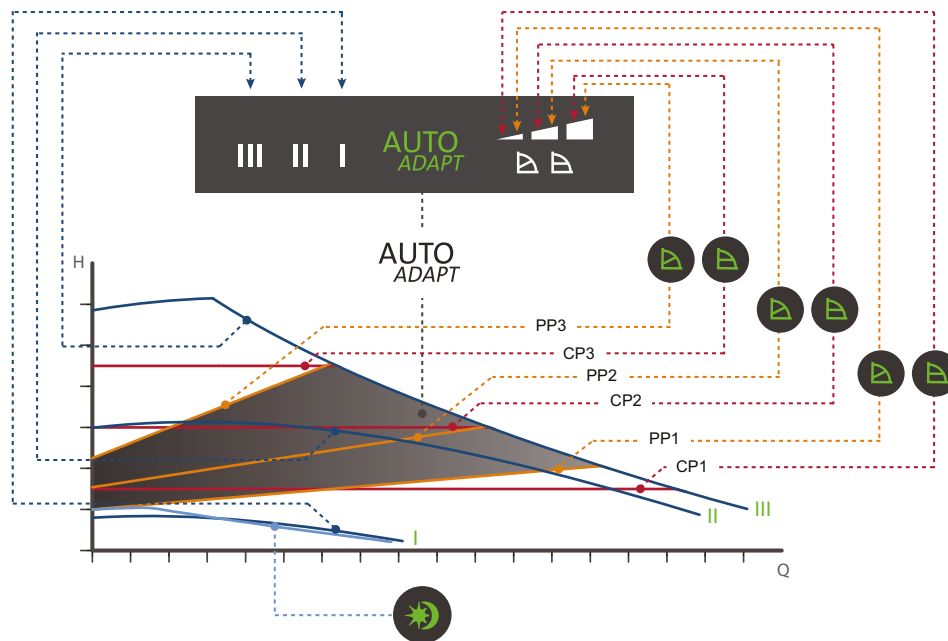 III II I AUTO
ADAPT
AUTO
ADAPT
H
PP3
CP3
PP2
CP2
PP1
CP1
III
II
I
Q